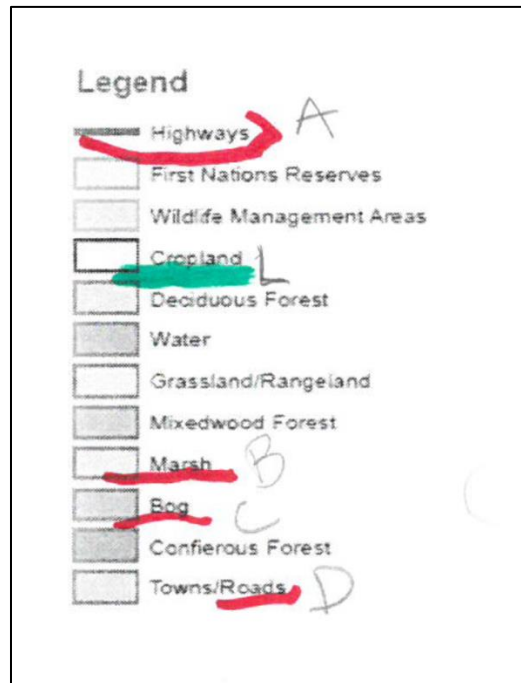 Legend
Highways A
First Nations Reserves
Wildlife Management Areas
Cropland L
Deciduous Forest
Water
Grassland/Rangeland
Mixedwood Forest
Marsh B
Bog C
Confierous Forest
Towns/Roads D